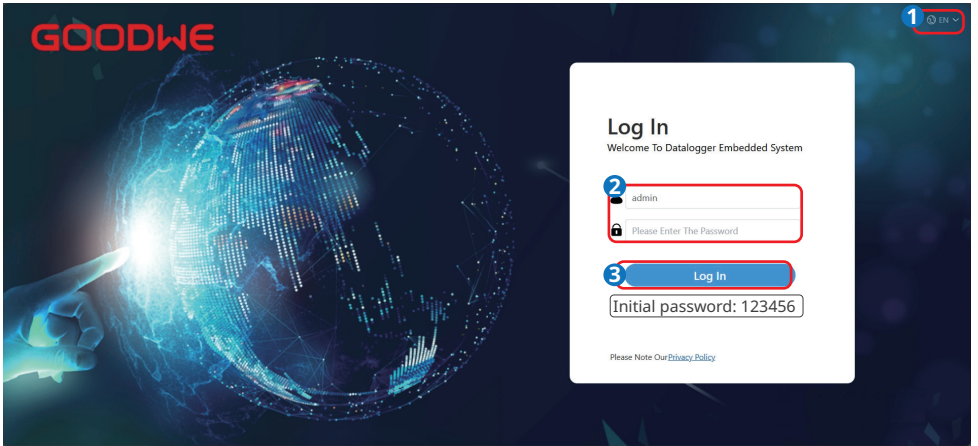 GOODWE
1
EN
Log In
Welcome To Datalogger Embedded System
2
admin
Please Enter The Password
3
Log In
Initial password: 123456
Please Note OurPrivacy Policy